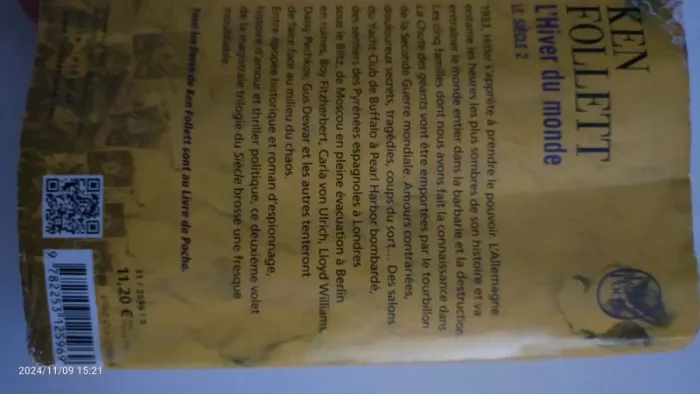 KEN
FOLLETT
L'Hiver du monde
LE SIÈCLE 2
1933, Hitler s'apprête à prendre le pouvoir. L'Allemagne
entame les heures les plus sombres de son histoire et va
entraîner le monde entier dans la barbarie et la destruction.
Les cinq familles dont nous avons fait la connaissance dans
La Chute des géants vont être emportées par le tourbillon
de la Seconde Guerre mondiale. Amours contrariées,
douloureux secrets, tragédies, coups du sort... Des salons
du Yacht-Club de Buffalo à Pearl Harbor bombardé,
des sentiers des Pyrénées espagnoles à Londres
sous le Blitz, de Moscou en pleine évacuation à Berlin
en ruines, Boy Fitzherbert, Carla von Ulrich, Lloyd Williams,
Daisy Pechkov, Gus Dewar et les autres tenteront
de faire face au milieu du chaos.
Entre épopée historique et roman d'espionnage,
histoire d'amour et thriller politique, ce deuxième volet
de la magistrale trilogie du Siècle brosse une fresque
inoubliable.
Tous les livres de Ken Follett sont au Livre de Poche.
31 / 2596 / 0
11,20 €
9 782253 125969
2024/11/09 15:21